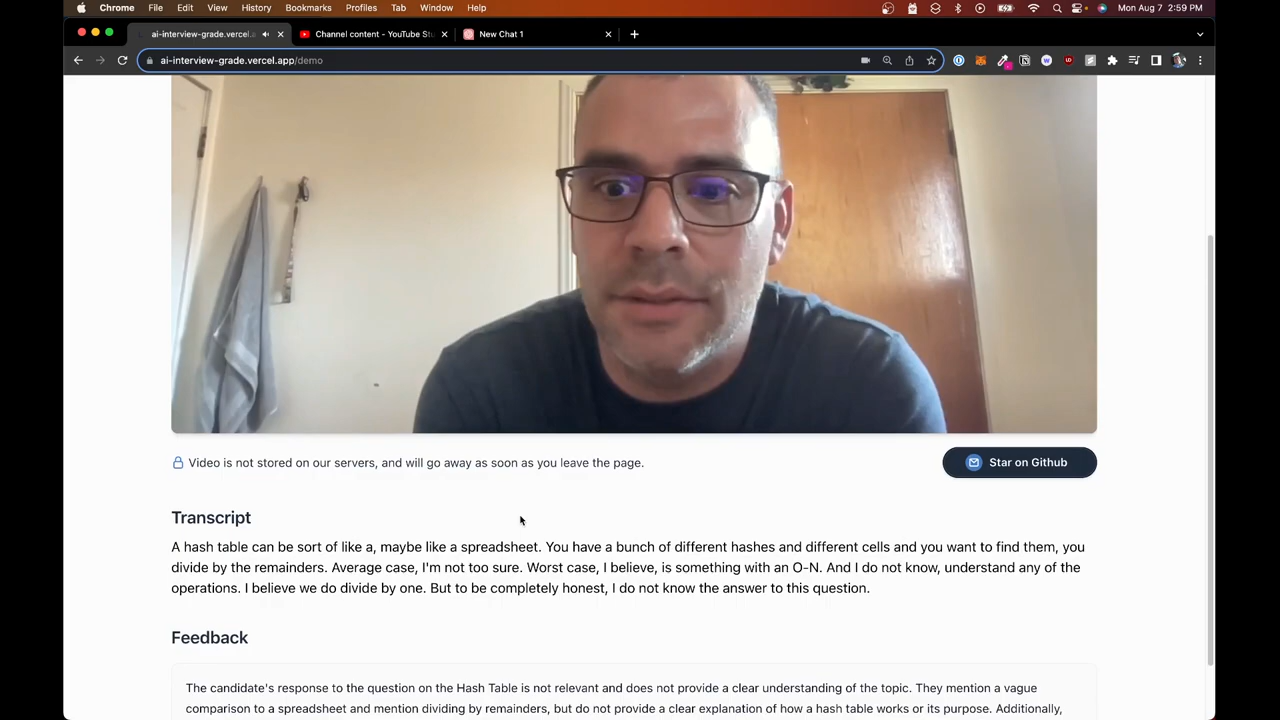 Chrome File Edit View History Bookmarks Profiles Tab Window Help Mon Aug 7 2:59 PM
ai-interview-grade.vercel.a Channel content - YouTube Stu New Chat 1
ai-interview-grade.vercel.app/demo
Video is not stored on our servers, and will go away as soon as you leave the page.
Star on Github
Transcript
A hash table can be sort of like a, maybe like a spreadsheet. You have a bunch of different hashes and different cells and you want to find them, you
divide by the remainders. Average case, I'm not too sure. Worst case, I believe, is something with an O-N. And I do not know, understand any of the
operations. I believe we do divide by one. But to be completely honest, I do not know the answer to this question.
Feedback
The candidate's response to the question on the Hash Table is not relevant and does not provide a clear understanding of the topic. They mention a vague
comparison to a spreadsheet and mention dividing by remainders, but do not provide a clear explanation of how a hash table works or its purpose. Additionally,